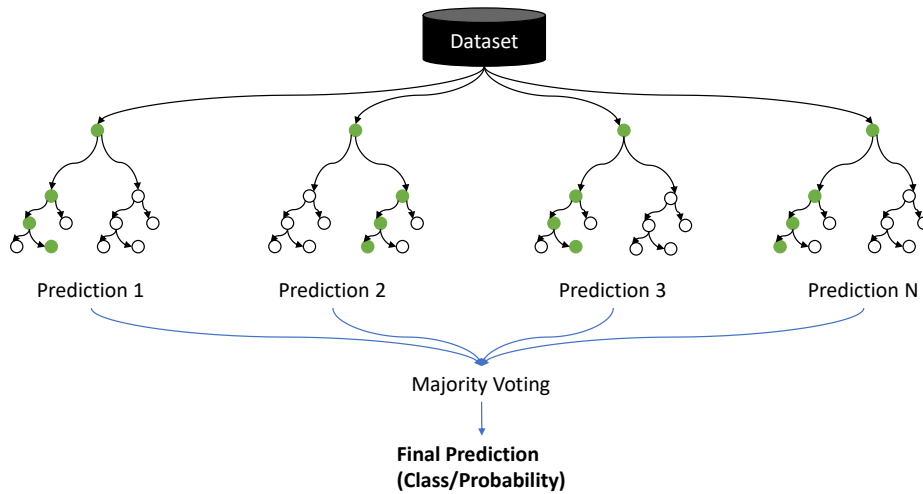 Dataset
Prediction 1
Prediction 2
Prediction 3
Prediction N
Majority Voting
Final Prediction
(Class/Probability)